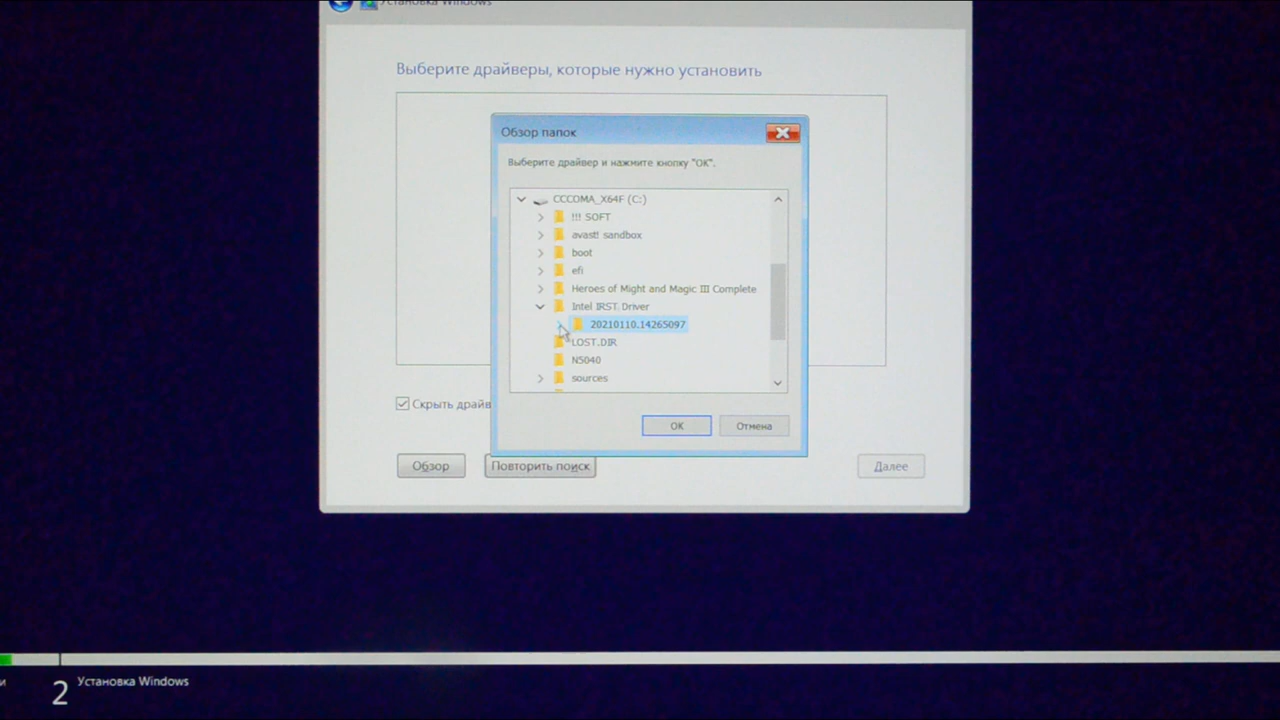 Установка Windows
Выберите драйверы, которые нужно установить
Обзор папок
Выберите драйвер и нажмите кнопку "ОК".
CCCOMA_X64F (C:)
!!! SOFT
avast! sandbox
boot
efi
Heroes of Might and Magic III Complete
Intel IRST Driver
20210110.14265097
LOST.DIR
N5040
sources
Скрыть драйв
ОК Отмена
Обзор Повторить поиск Далее
и 2 Установка Windows